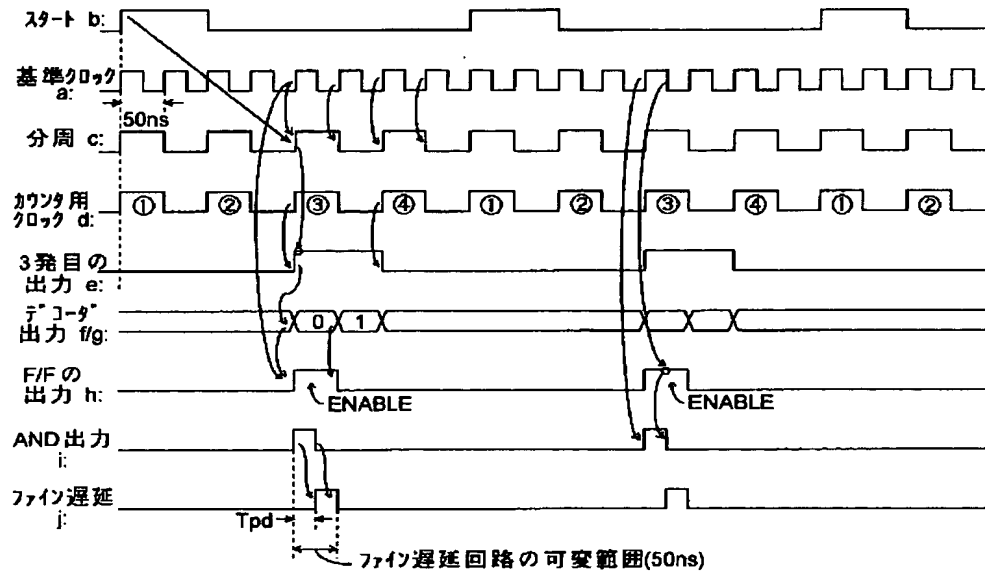 スタート b:
基準クロック
a:
50ns
分周 c:
カウンタ用
クロック d:
① ② ③ ④ ① ② ③ ④ ① ②
3発目の
出力 e:
デコーダ
出力 f/g:
0 1
F/Fの
出力 h:
ENABLE ENABLE
AND出力
i:
ファイン遅延
j:
Tpd
ファイン遅延回路の可変範囲(50ns)